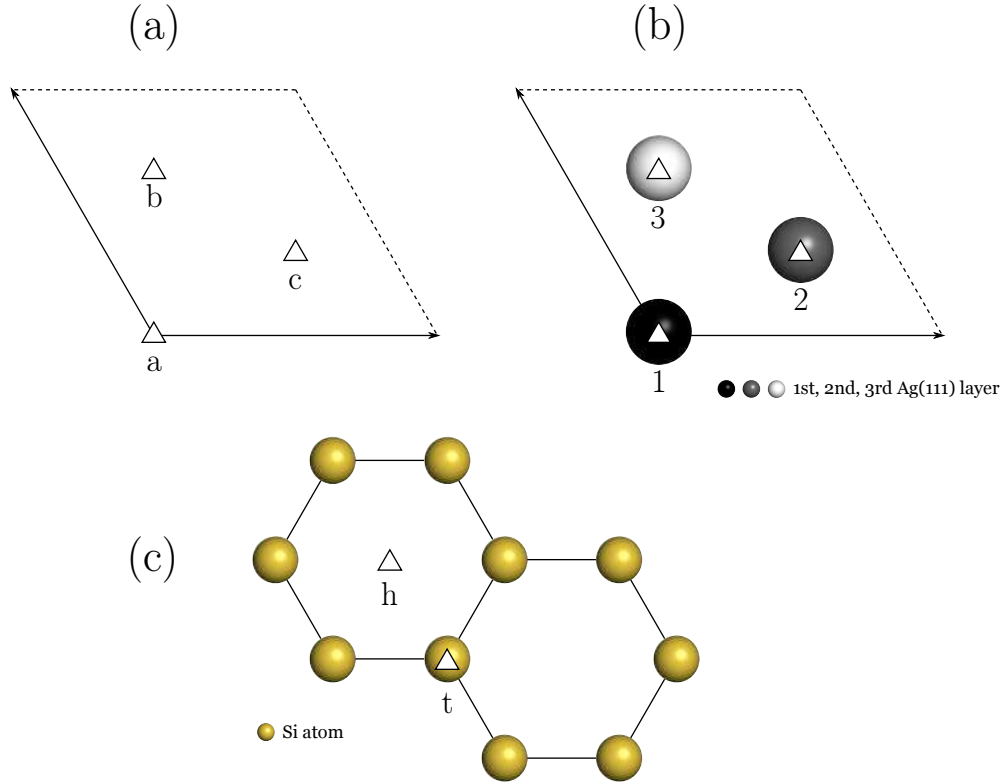 (a)
(b)
b
c
a
3
2
1
1st, 2nd, 3rd Ag(111) layer
(c)
h
t
Si atom